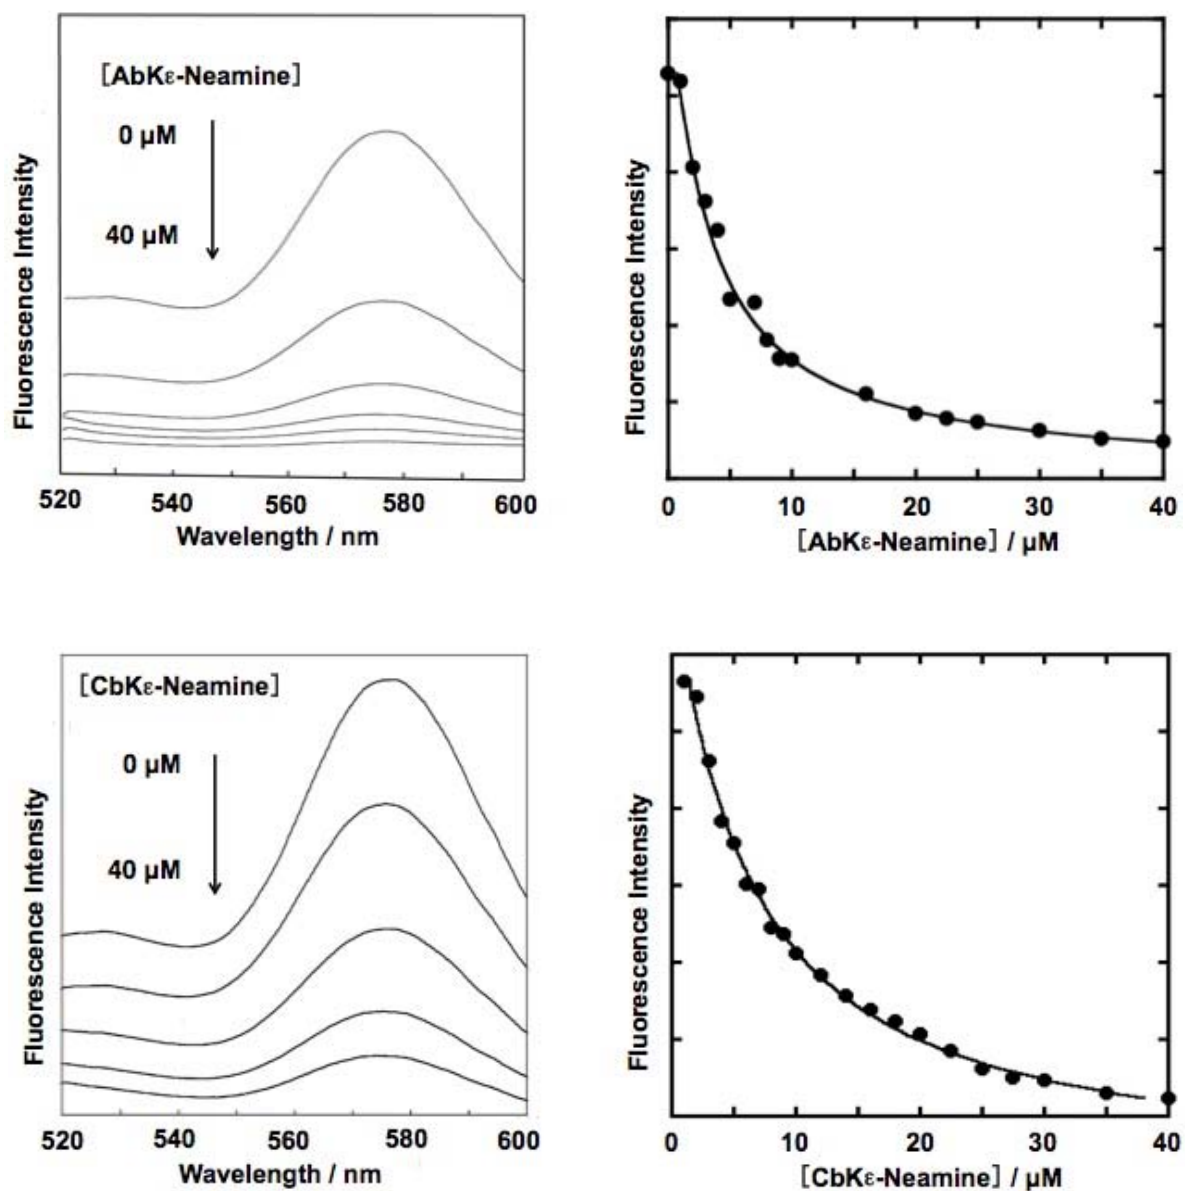 [AbKε-Neamine]
0 µM
40 µM
Fluorescence Intensity
520 540 560 580 600
Wavelength / nm
Fluorescence Intensity
0 10 20 30 40
[AbKε-Neamine] / µM
[CbKε-Neamine]
0 µM
40 µM
Fluorescence Intensity
520 540 560 580 600
Wavelength / nm
Fluorescence Intensity
0 10 20 30 40
[CbKε-Neamine] / µM